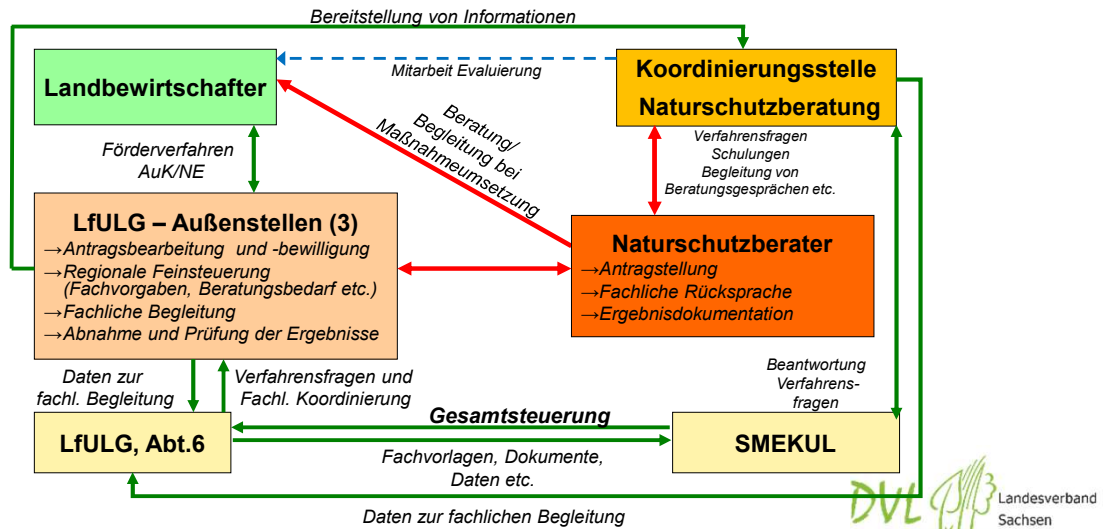 Bereitstellung von Informationen
Landbewirtschafter
Mitarbeit Evaluierung
Koordinierungsstelle
Naturschutzberatung
Förderverfahren
AuK/NE
Beratung/
Begleitung bei
Maßnahmeumsetzung
Verfahrensfragen
Schulungen
Begleitung von
Beratungsgesprächen etc.
LfULG – Außenstellen (3)
→Antragsbearbeitung und -bewilligung
→Regionale Feinsteuerung
(Fachvorgaben, Beratungsbedarf etc.)
→Fachliche Begleitung
→Abnahme und Prüfung der Ergebnisse
Naturschutzberater
→Antragstellung
→Fachliche Rücksprache
→Ergebnisdokumentation
Daten zur
fachl. Begleitung
Verfahrensfragen und
Fachl. Koordinierung
Beantwortung
Verfahrens-
fragen
Gesamtsteuerung
LfULG, Abt.6
SMEKUL
Fachvorlagen, Dokumente,
Daten etc.
Daten zur fachlichen Begleitung
DVL
Landesverband
Sachsen